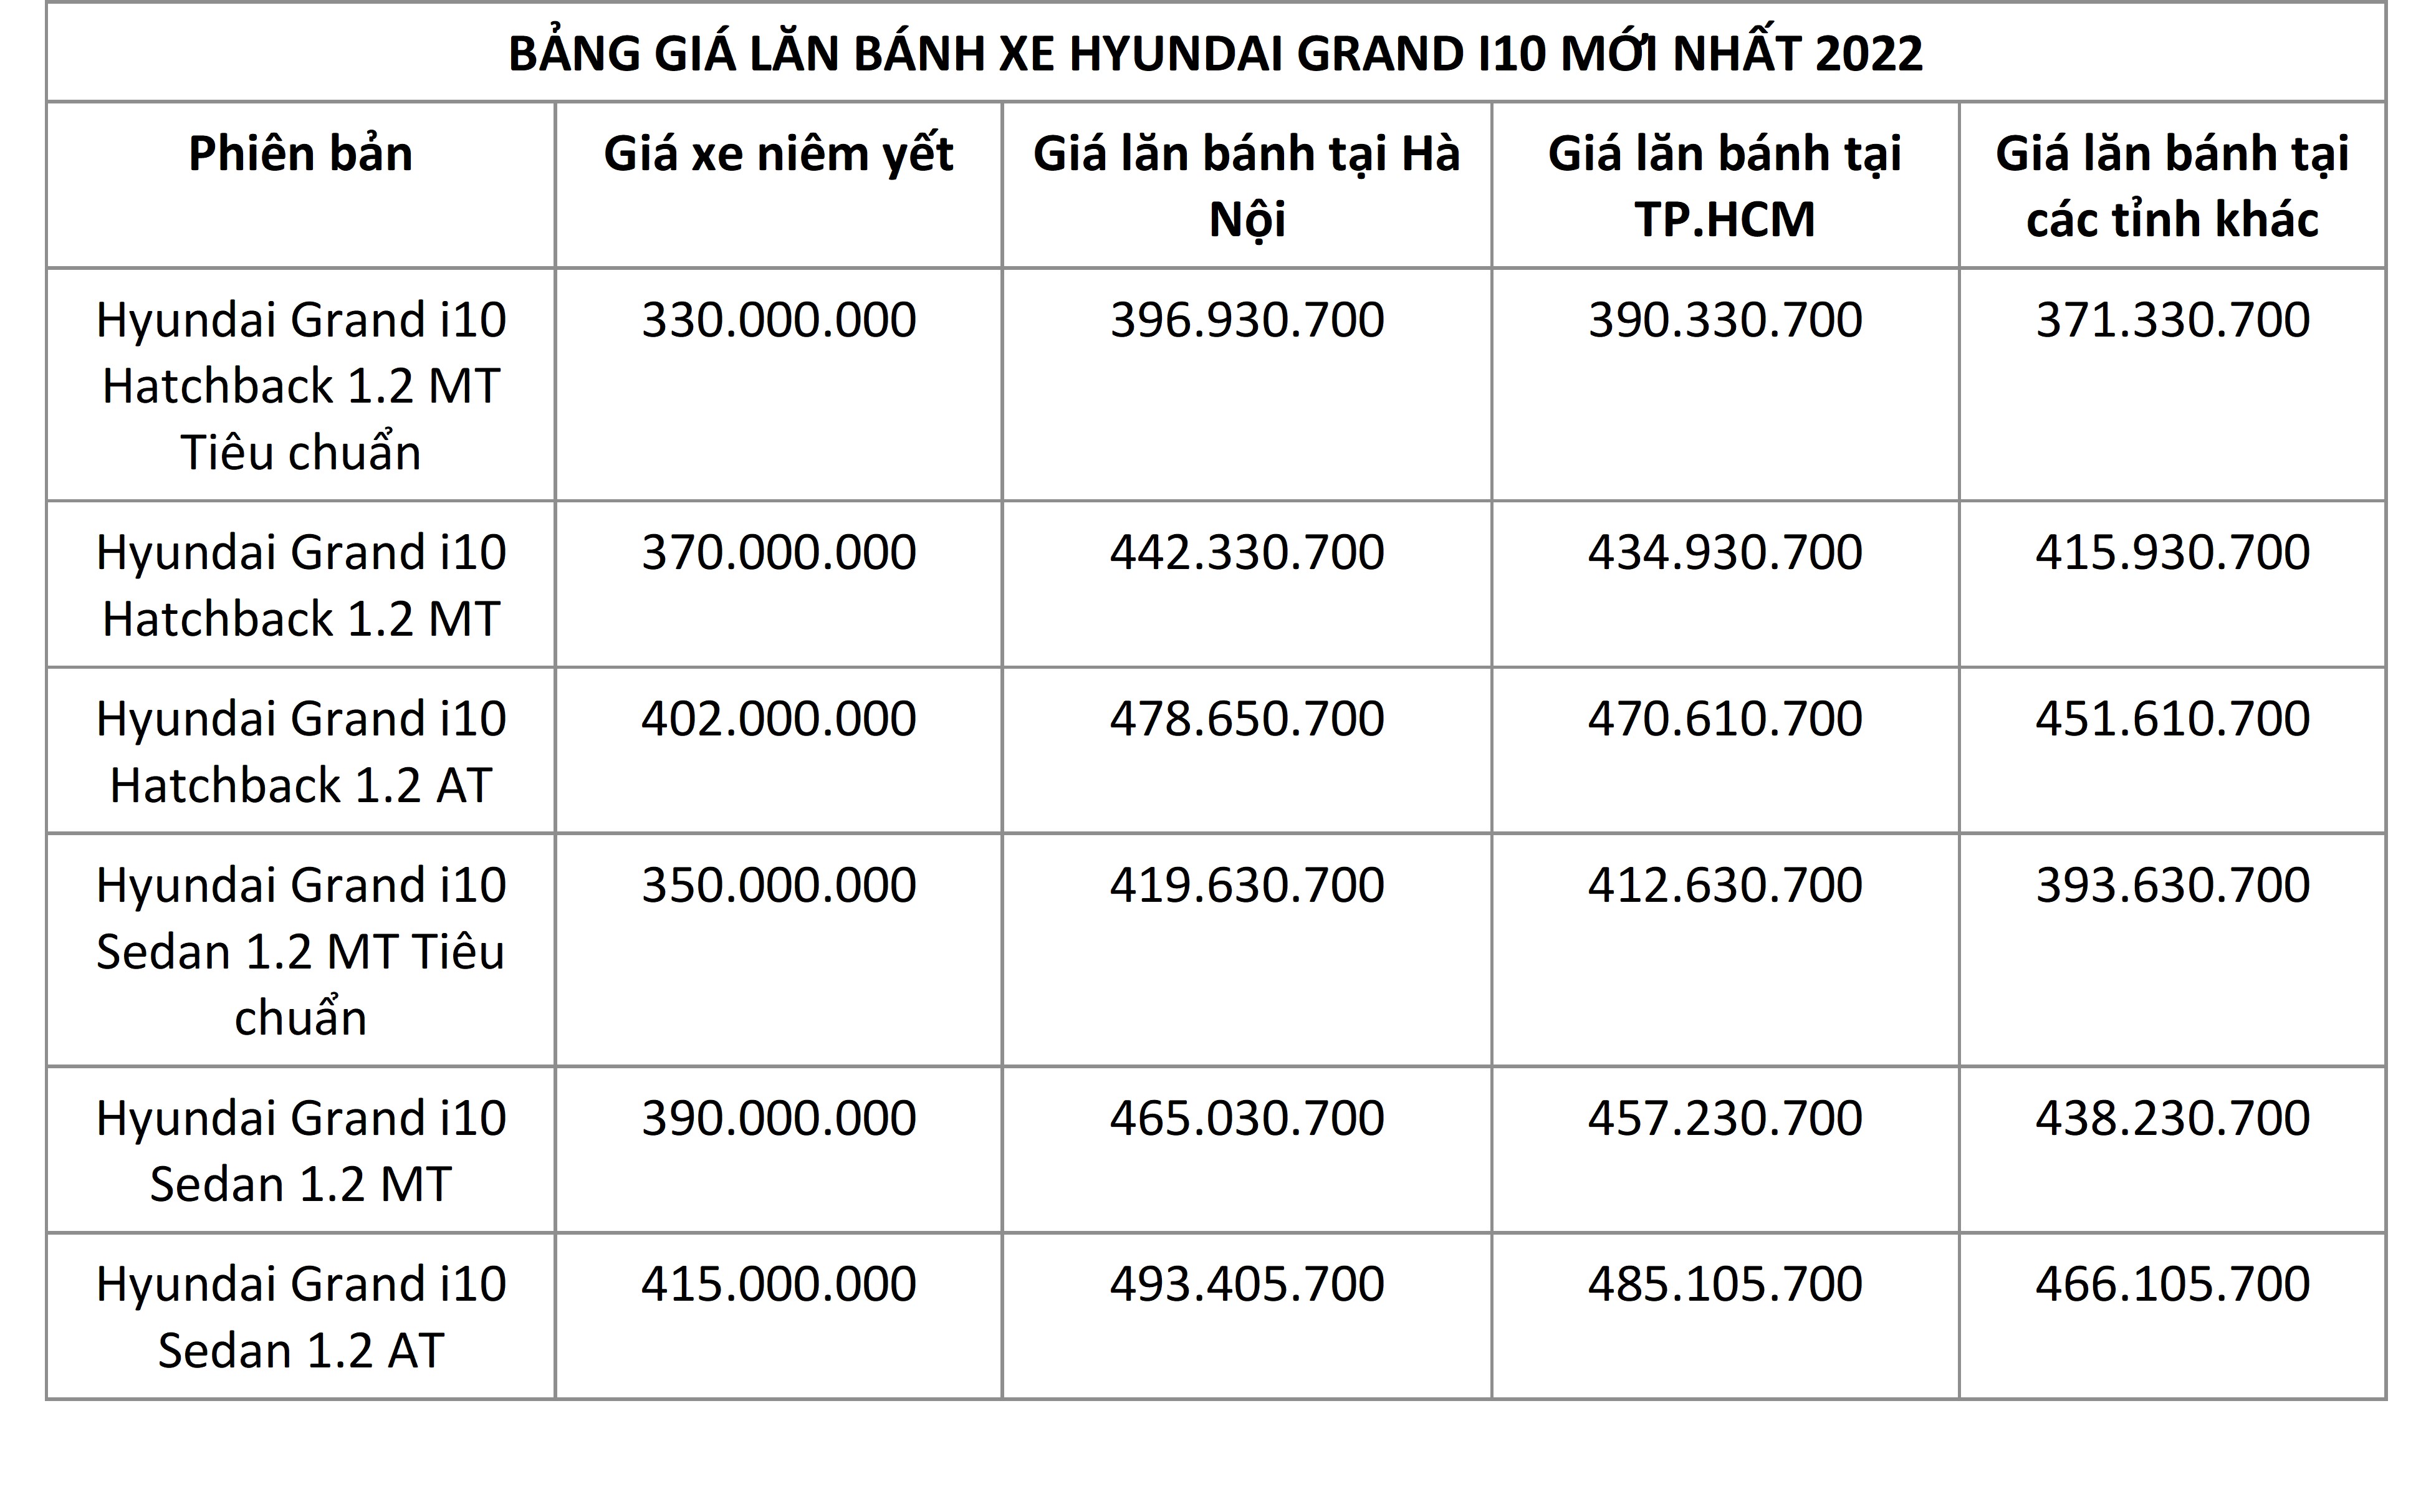 BẢNG GIÁ LĂN BÁNH XE HYUNDAI GRAND I10 MỚI NHẤT 2022
Phiên bản
Giá xe niêm yết
Giá lăn bánh tại Hà
Nội
Giá lăn bánh tại
TP.HCM
Giá lăn bánh tại
các tỉnh khác
Hyundai Grand i10
Hatchback 1.2 MT
Tiêu chuẩn
330.000.000
396.930.700
390.330.700
371.330.700
Hyundai Grand i10
Hatchback 1.2 MT
370.000.000
442.330.700
434.930.700
415.930.700
Hyundai Grand i10
Hatchback 1.2 AT
402.000.000
478.650.700
470.610.700
451.610.700
Hyundai Grand i10
Sedan 1.2 MT Tiêu
chuẩn
350.000.000
419.630.700
412.630.700
393.630.700
Hyundai Grand i10
Sedan 1.2 MT
390.000.000
465.030.700
457.230.700
438.230.700
Hyundai Grand i10
Sedan 1.2 AT
415.000.000
493.405.700
485.105.700
466.105.700